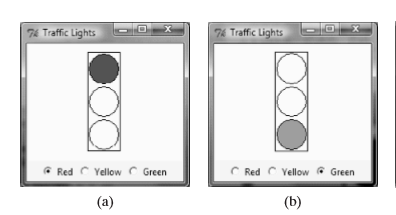 Traffic Lights
Red Yellow Green
(a)
Traffic Lights
Red Yellow Green
(b)